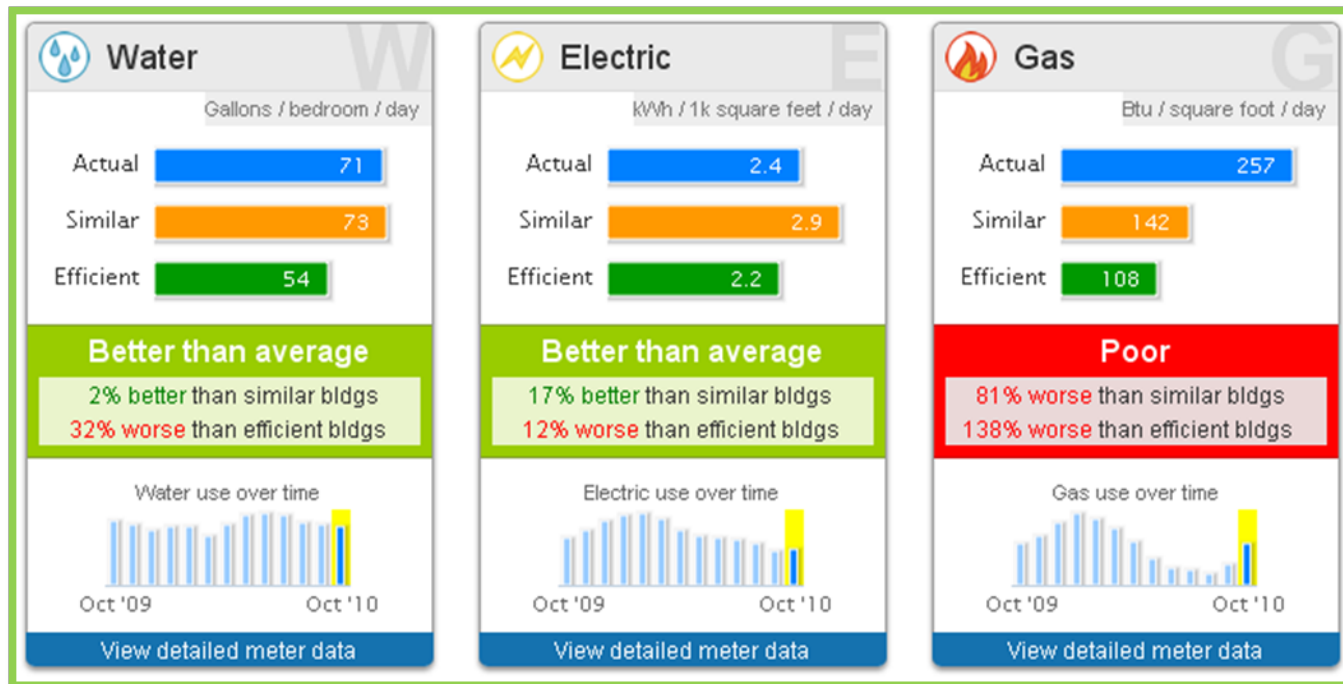 Water
W
Gallons / bedroom / day
Actual
71
Similar
73
Efficient
54
Better than average
2% better than similar bldgs
32% worse than efficient bldgs
Water use over time
Oct '09 Oct '10
View detailed meter data
Electric
E
kWh / 1k square feet / day
Actual
2.4
Similar
2.9
Efficient
2.2
Better than average
17% better than similar bldgs
12% worse than efficient bldgs
Electric use over time
Oct '09 Oct '10
View detailed meter data
Gas
G
Btu / square foot / day
Actual
257
Similar
142
Efficient
108
Poor
81% worse than similar bldgs
138% worse than efficient bldgs
Gas use over time
Oct '09 Oct '10
View detailed meter data